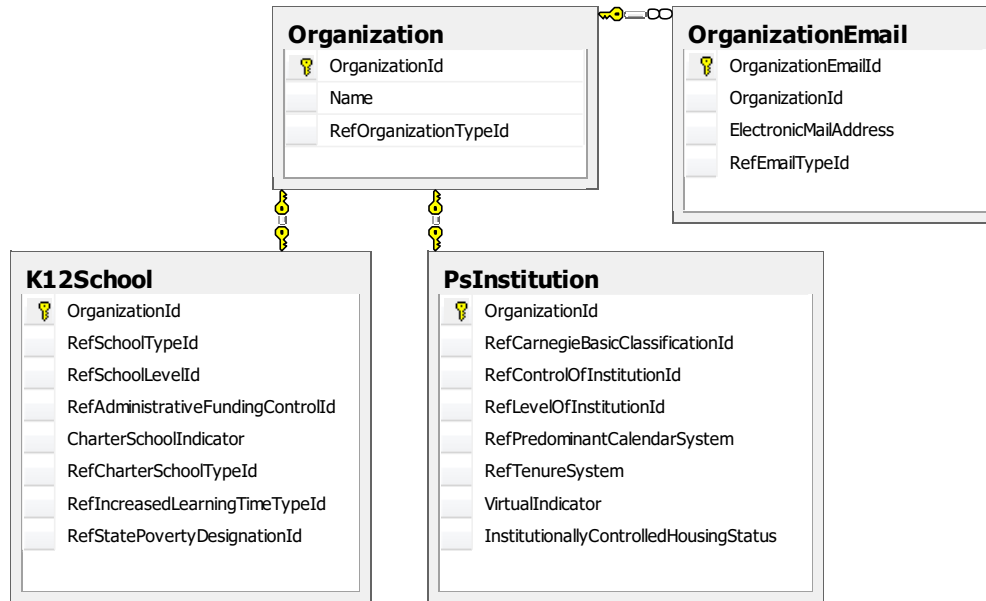 Organization
OrganizationId
Name
RefOrganizationTypeId
OrganizationEmail
OrganizationEmailId
OrganizationId
ElectronicMailAddress
RefEmailTypeId
K12School
OrganizationId
RefSchoolTypeId
RefSchoolLevelId
RefAdministrativeFundingControlId
CharterSchoolIndicator
RefCharterSchoolTypeId
RefIncreasedLearningTimeTypeId
RefStatePovertyDesignationId
PsInstitution
OrganizationId
RefCarnegieBasicClassificationId
RefControlOfInstitutionId
RefLevelOfInstitutionId
RefPredominantCalendarSystem
RefTenureSystem
VirtualIndicator
InstitutionallyControlledHousingStatus